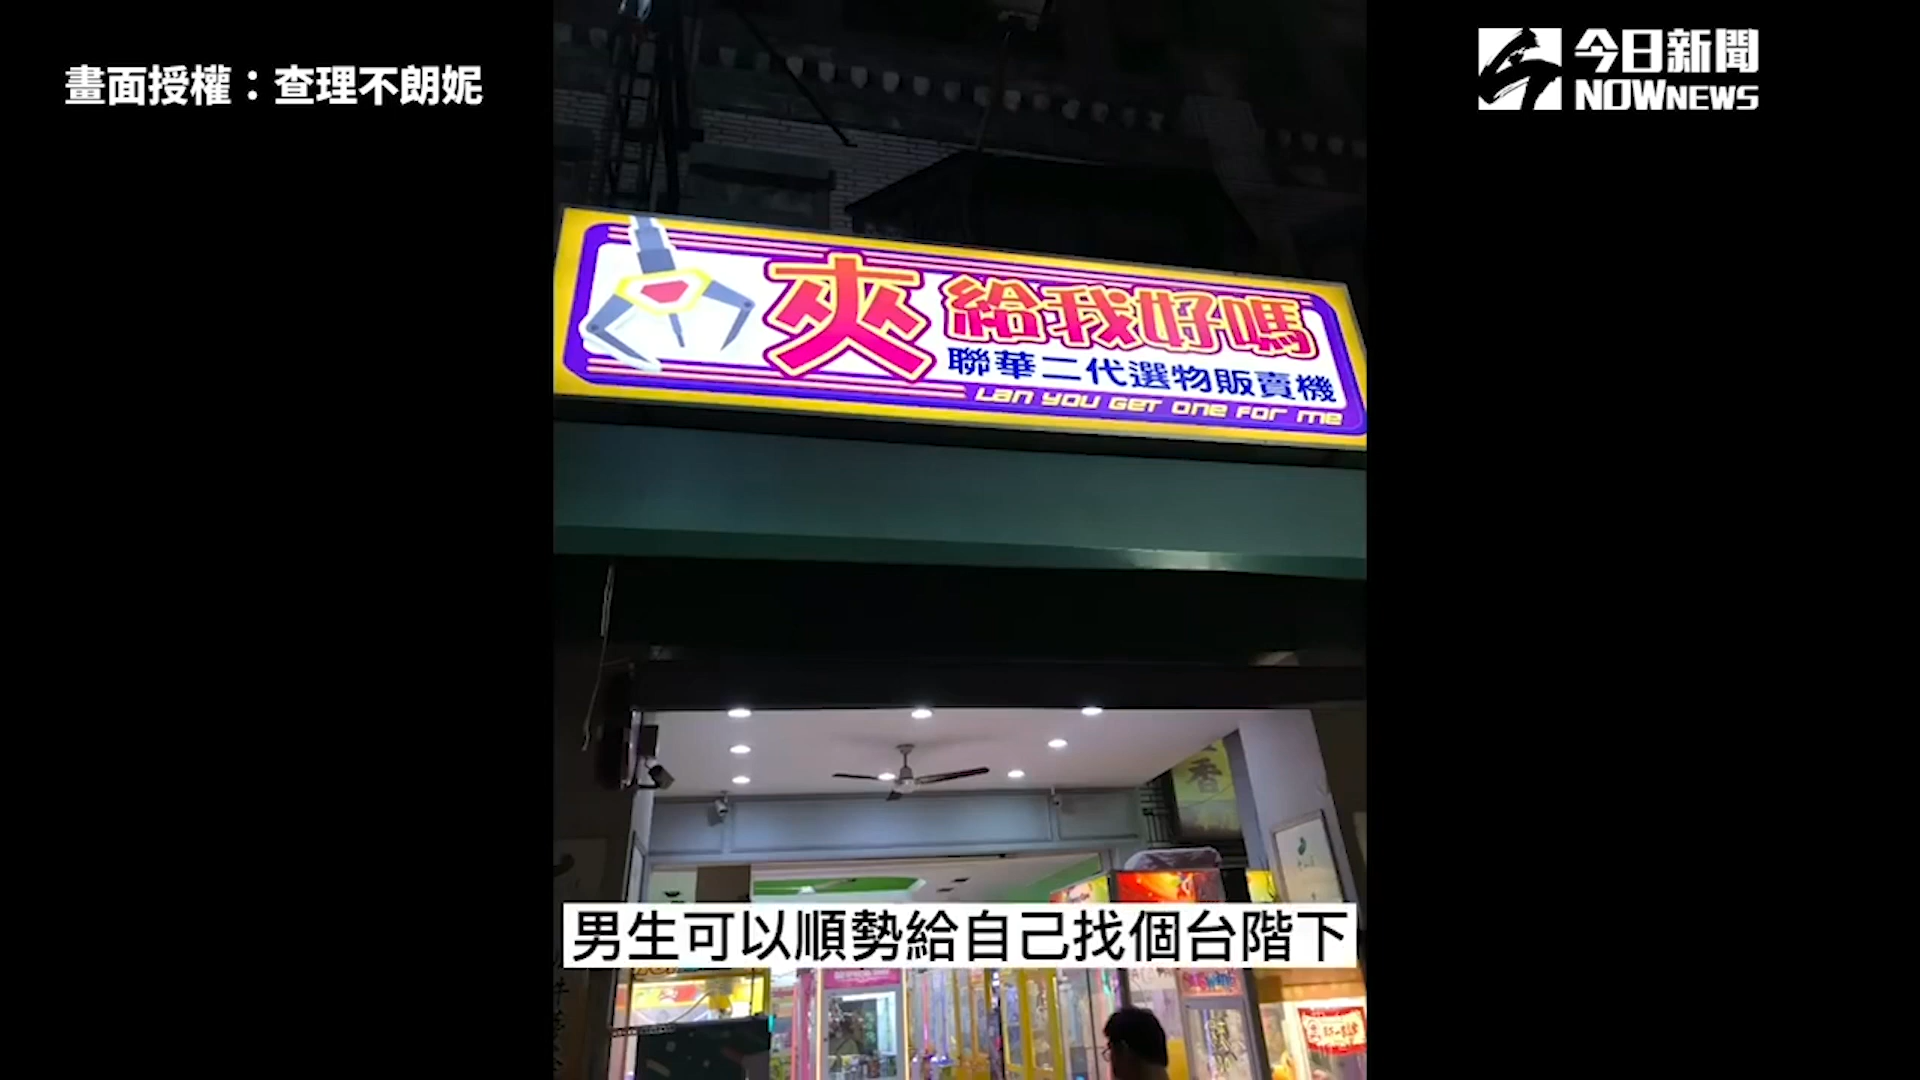 畫面授權：查理不朗妮
今日新聞
NOWNEWS
夾給我好嗎
聯華二代選物販賣機
Can you get one for me
香
男生可以順勢給自己找個台階下